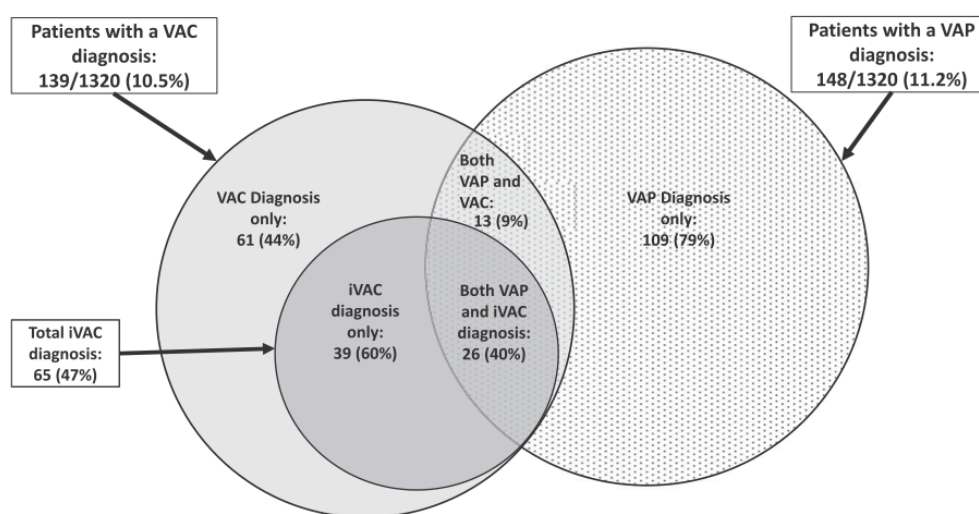 Patients with a VAC
diagnosis:
139/1320 (10.5%)
Patients with a VAP
diagnosis:
148/1320 (11.2%)
VAC Diagnosis
only:
61 (44%)
Both
VAP and
VAC:
13 (9%)
VAP Diagnosis
only:
109 (79%)
Total iVAC
diagnosis:
65 (47%)
iVAC
diagnosis
only:
39 (60%)
Both VAP
and iVAC
diagnosis:
26 (40%)